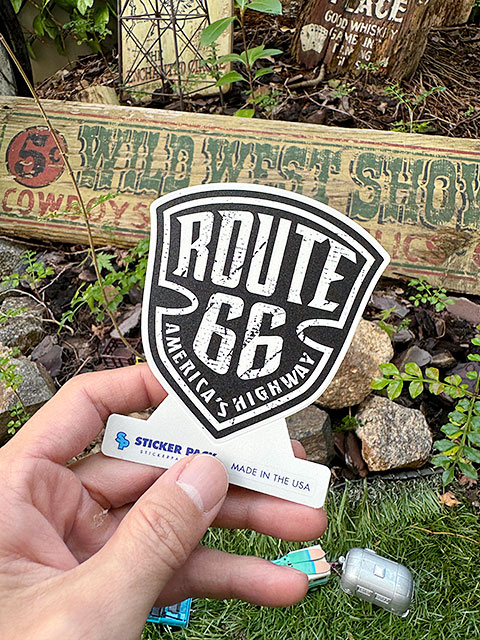 PLACE
GOOD WHISKY
GAME IN
5¢ WILD WEST SHOW
COWBOYS
ROUTE
66
AMERICA'S HIGHWAY
STICKER PACK
MADE IN THE USA